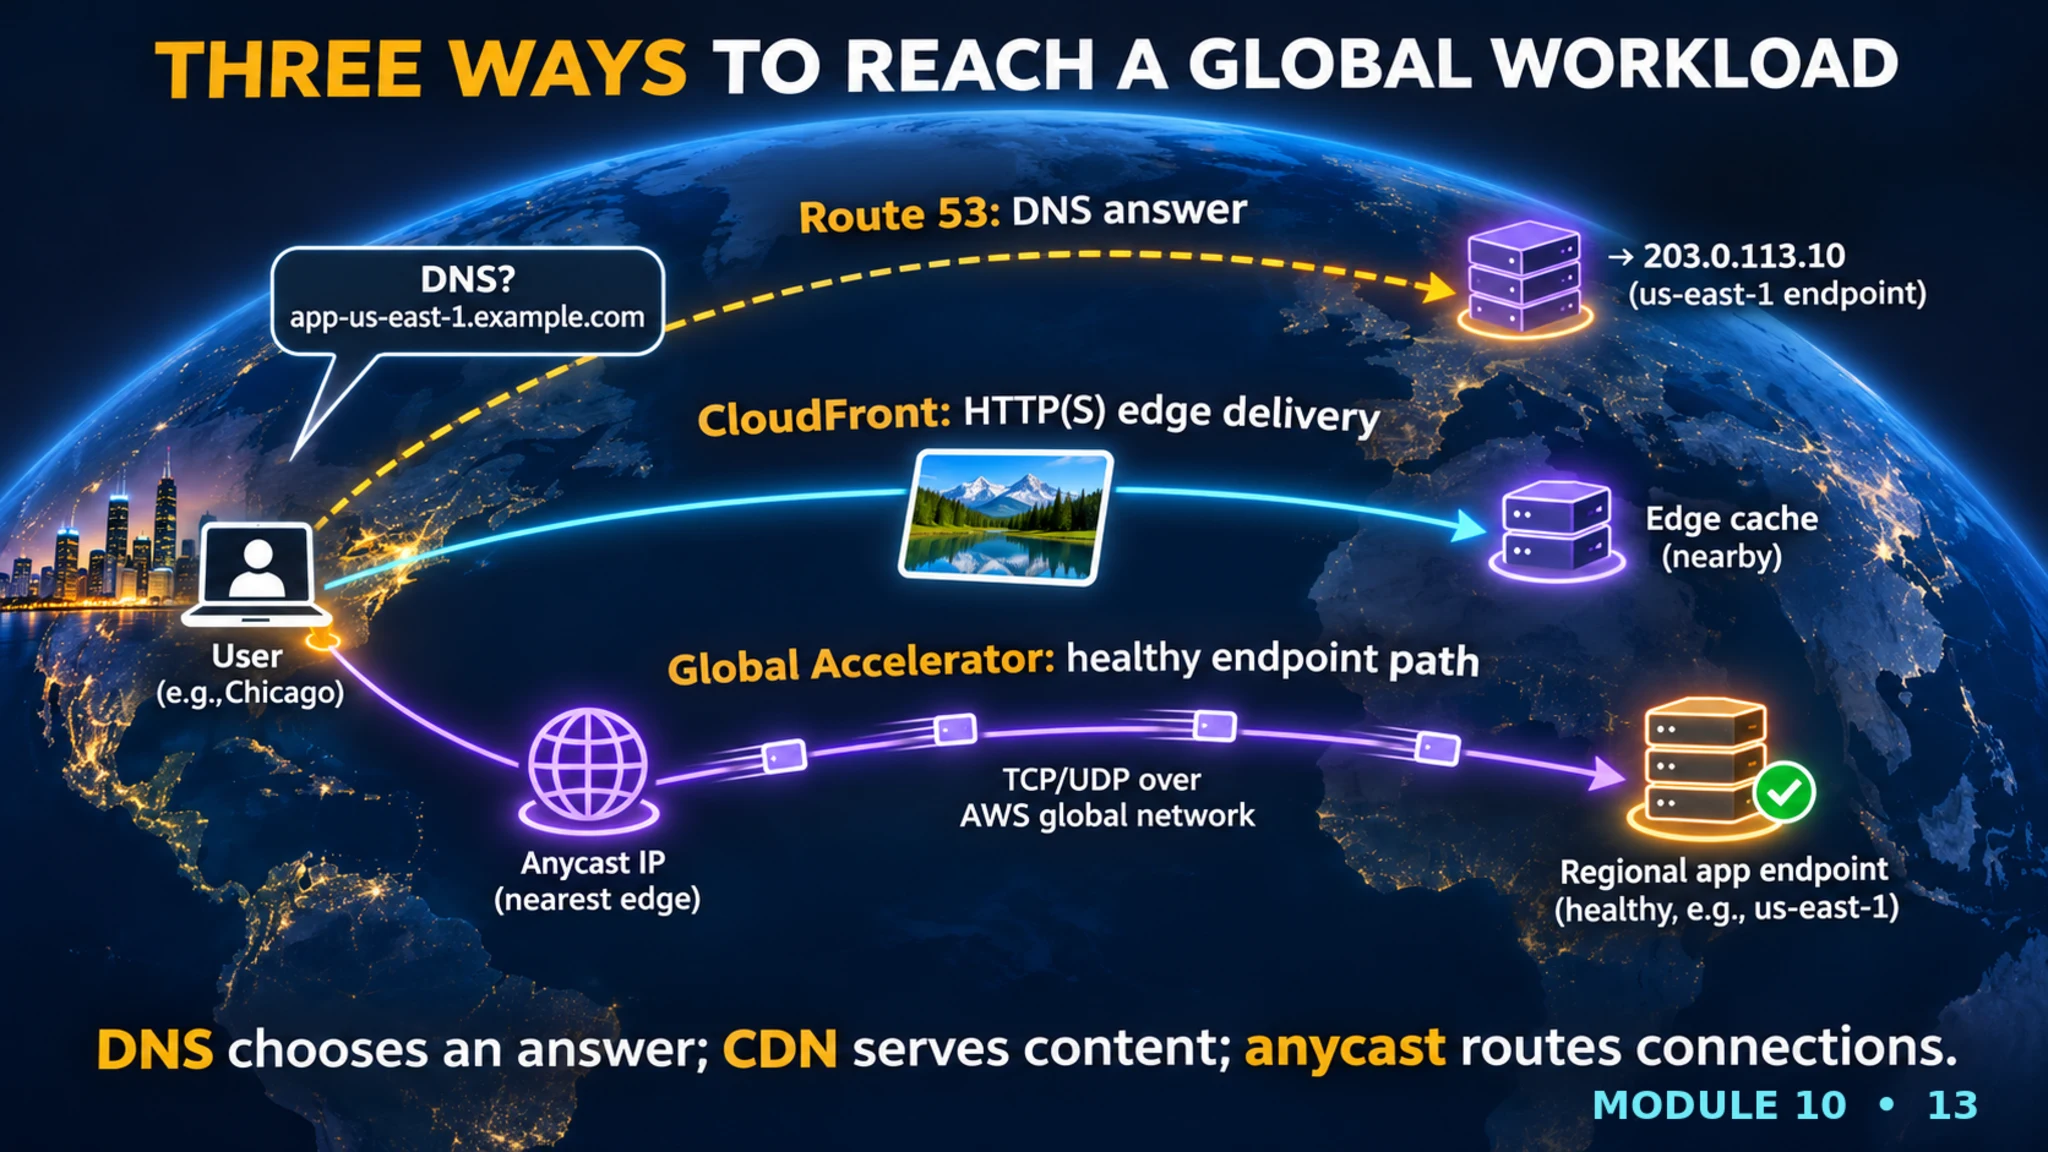 THREE WAYS TO REACH A GLOBAL WORKLOAD
Route 53: DNS answer
DNS?
app-us-east-1.example.com
→ 203.0.113.10
(us-east-1 endpoint)
CloudFront: HTTP(S) edge delivery
Edge cache
(nearby)
User
(e.g.,Chicago)
Global Accelerator: healthy endpoint path
TCP/UDP over
AWS global network
Anycast IP
(nearest edge)
Regional app endpoint
(healthy, e.g., us-east-1)
DNS chooses an answer; CDN serves content; anycast routes connections.
MODULE 10 • 13